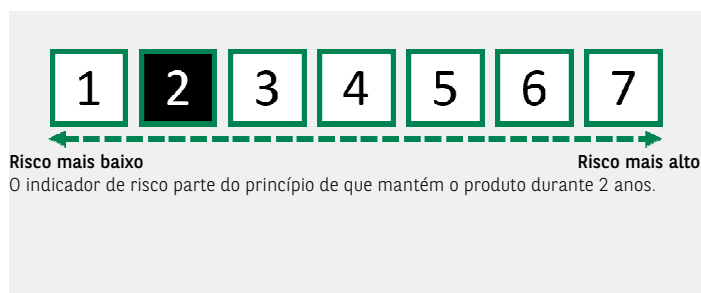 1 2 3 4 5 6 7
Risco mais baixo Risco mais alto
O indicador de risco parte do princípio de que mantém o produto durante 2 anos.